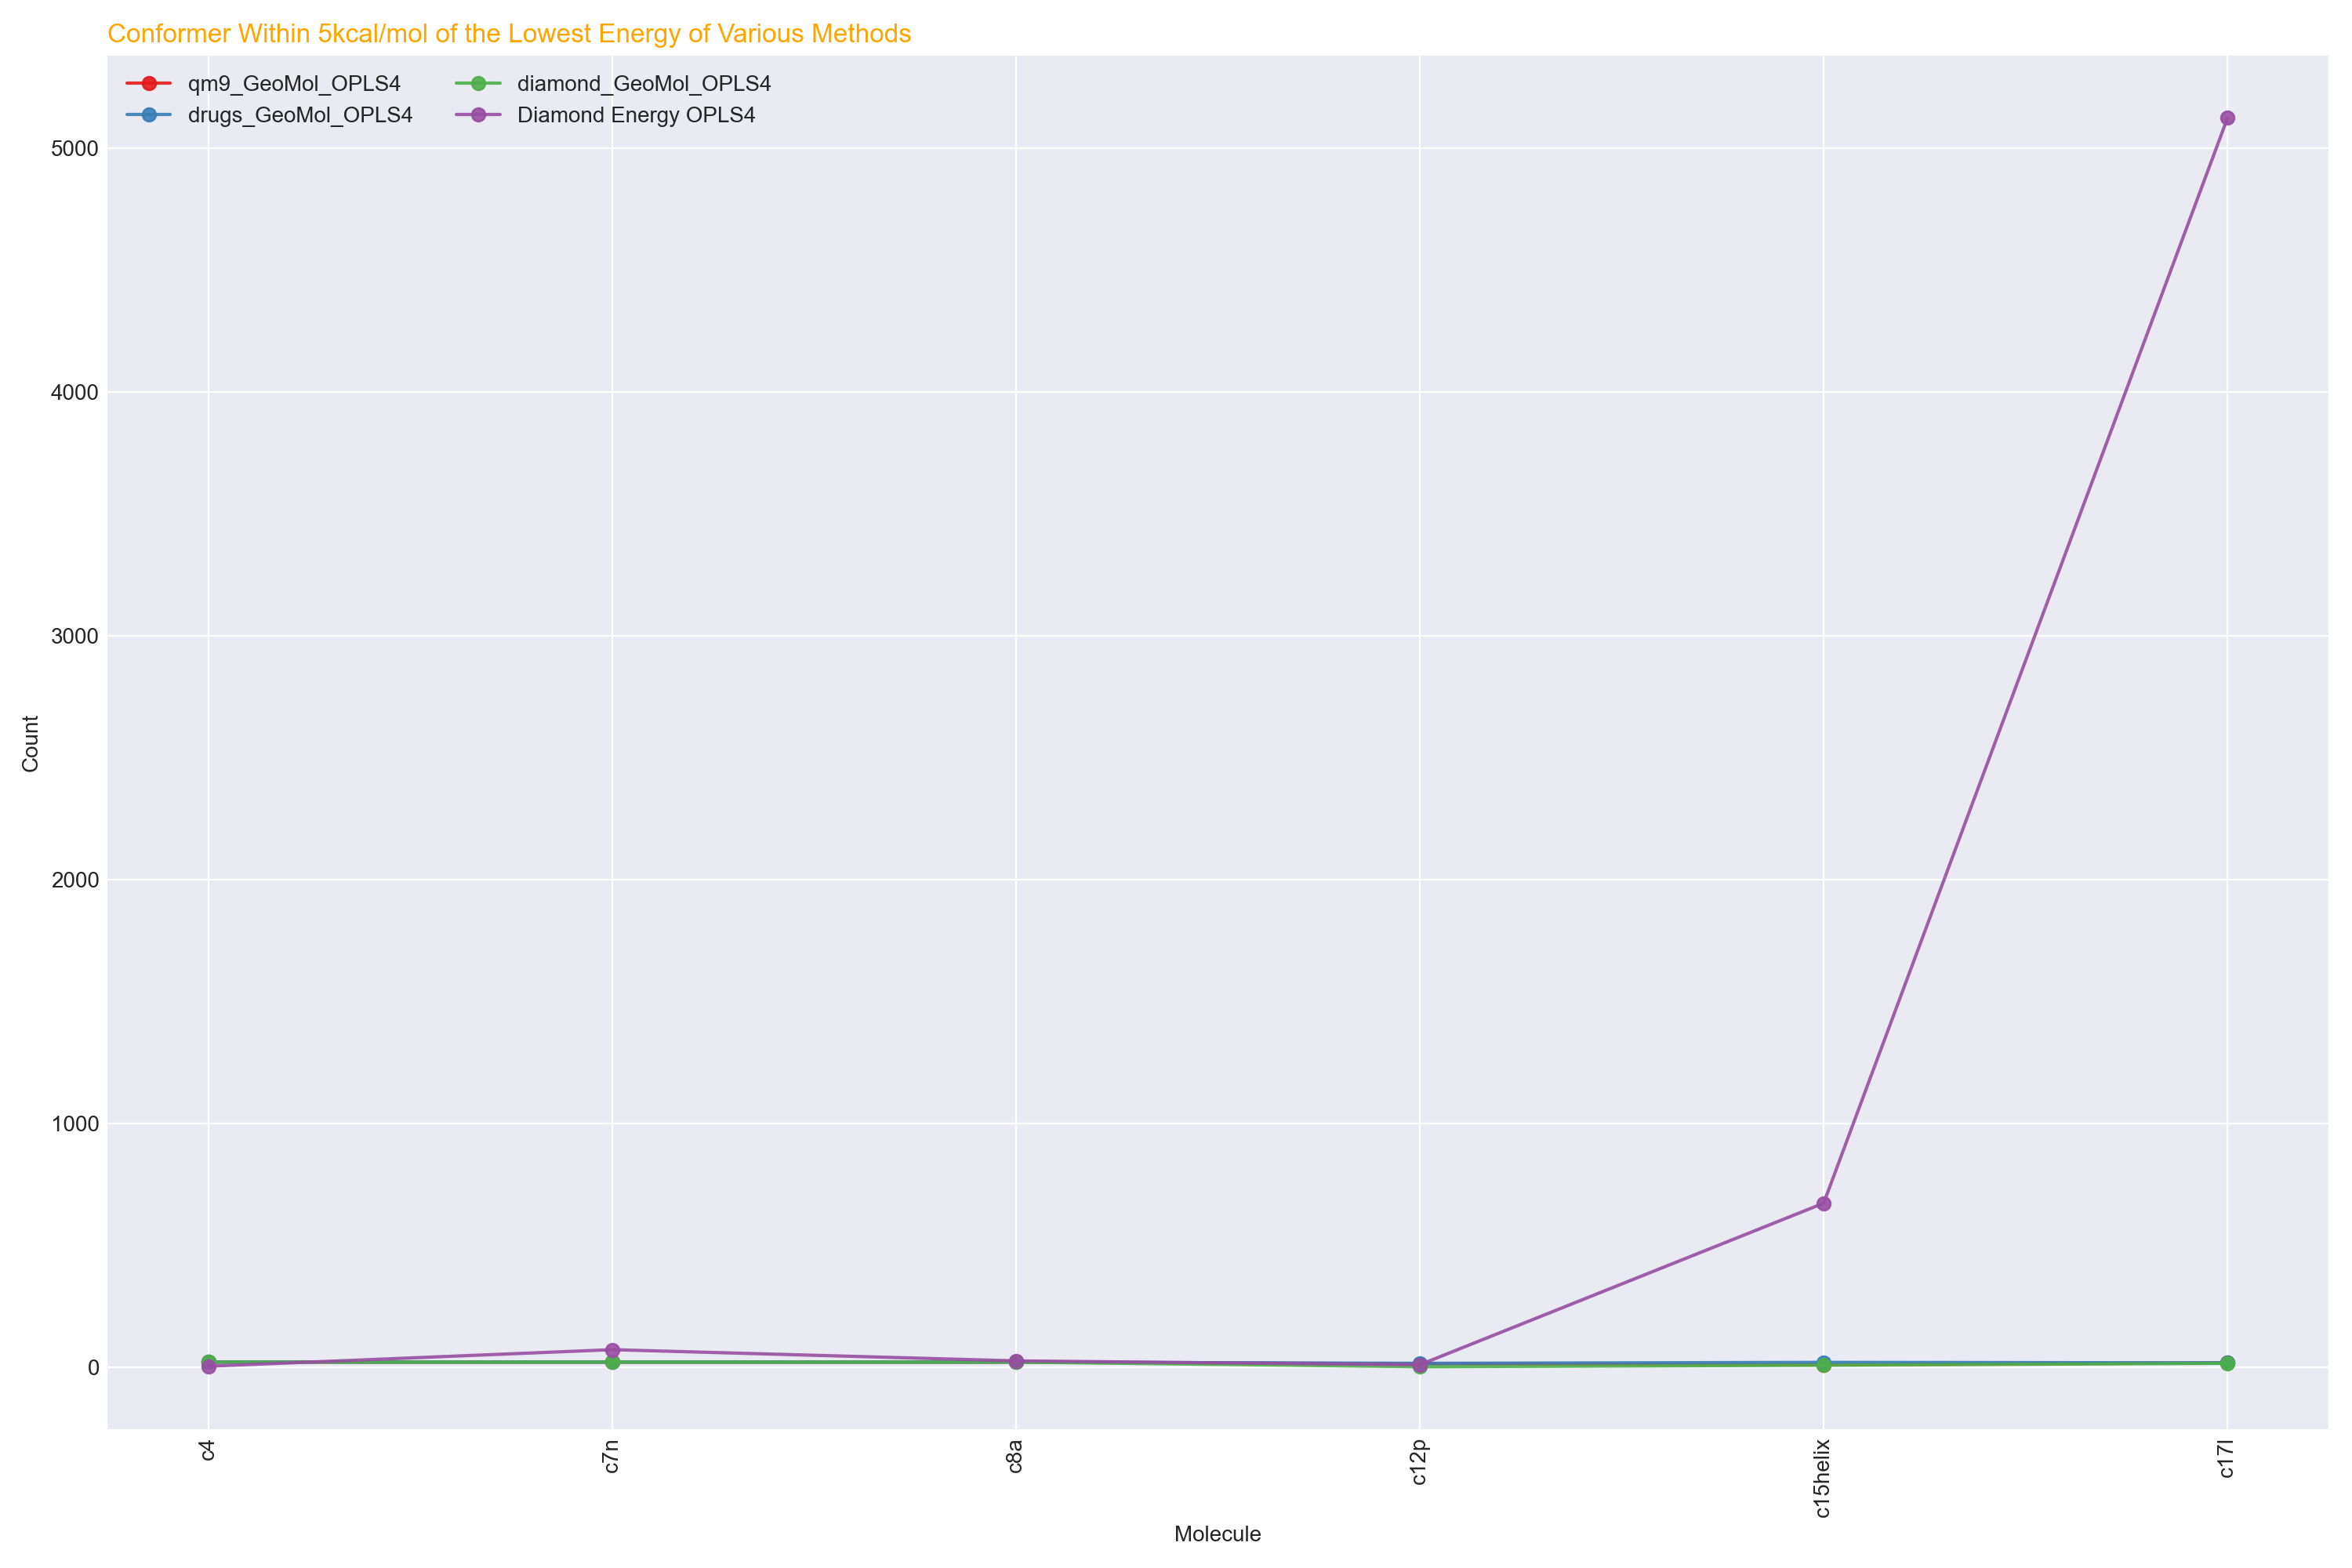 Conformer Within 5kcal/mol of the Lowest Energy of Various Methods
qm9_GeoMol_OPLS4
drugs_GeoMol_OPLS4
diamond_GeoMol_OPLS4
Diamond Energy OPLS4
5000
4000
3000
2000
1000
0
Count
c4
c7n
c8a
c12p
c15helix
c17l
Molecule